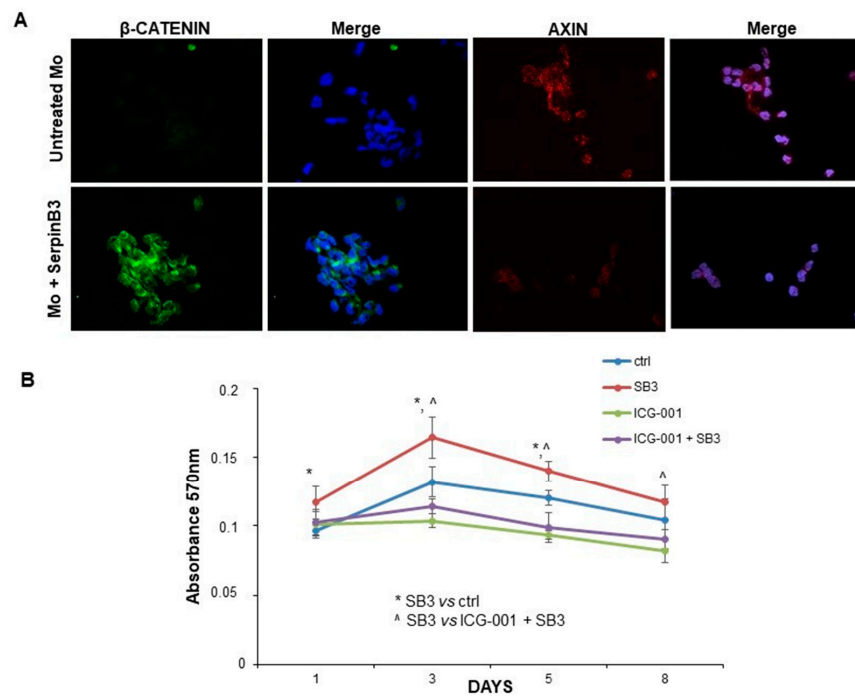 A
β-CATENIN
Merge
AXIN
Merge
Untreated Mo
Mo + SerpinB3
B
ctrl
SB3
ICG-001
ICG-001 + SB3
0.2
0.15
0.1
0.05
0
Absorbance 570nm
*
*, ^
*,^
^
* SB3 vs ctrl
^ SB3 vs ICG-001 + SB3
1 3 5 8
DAYS